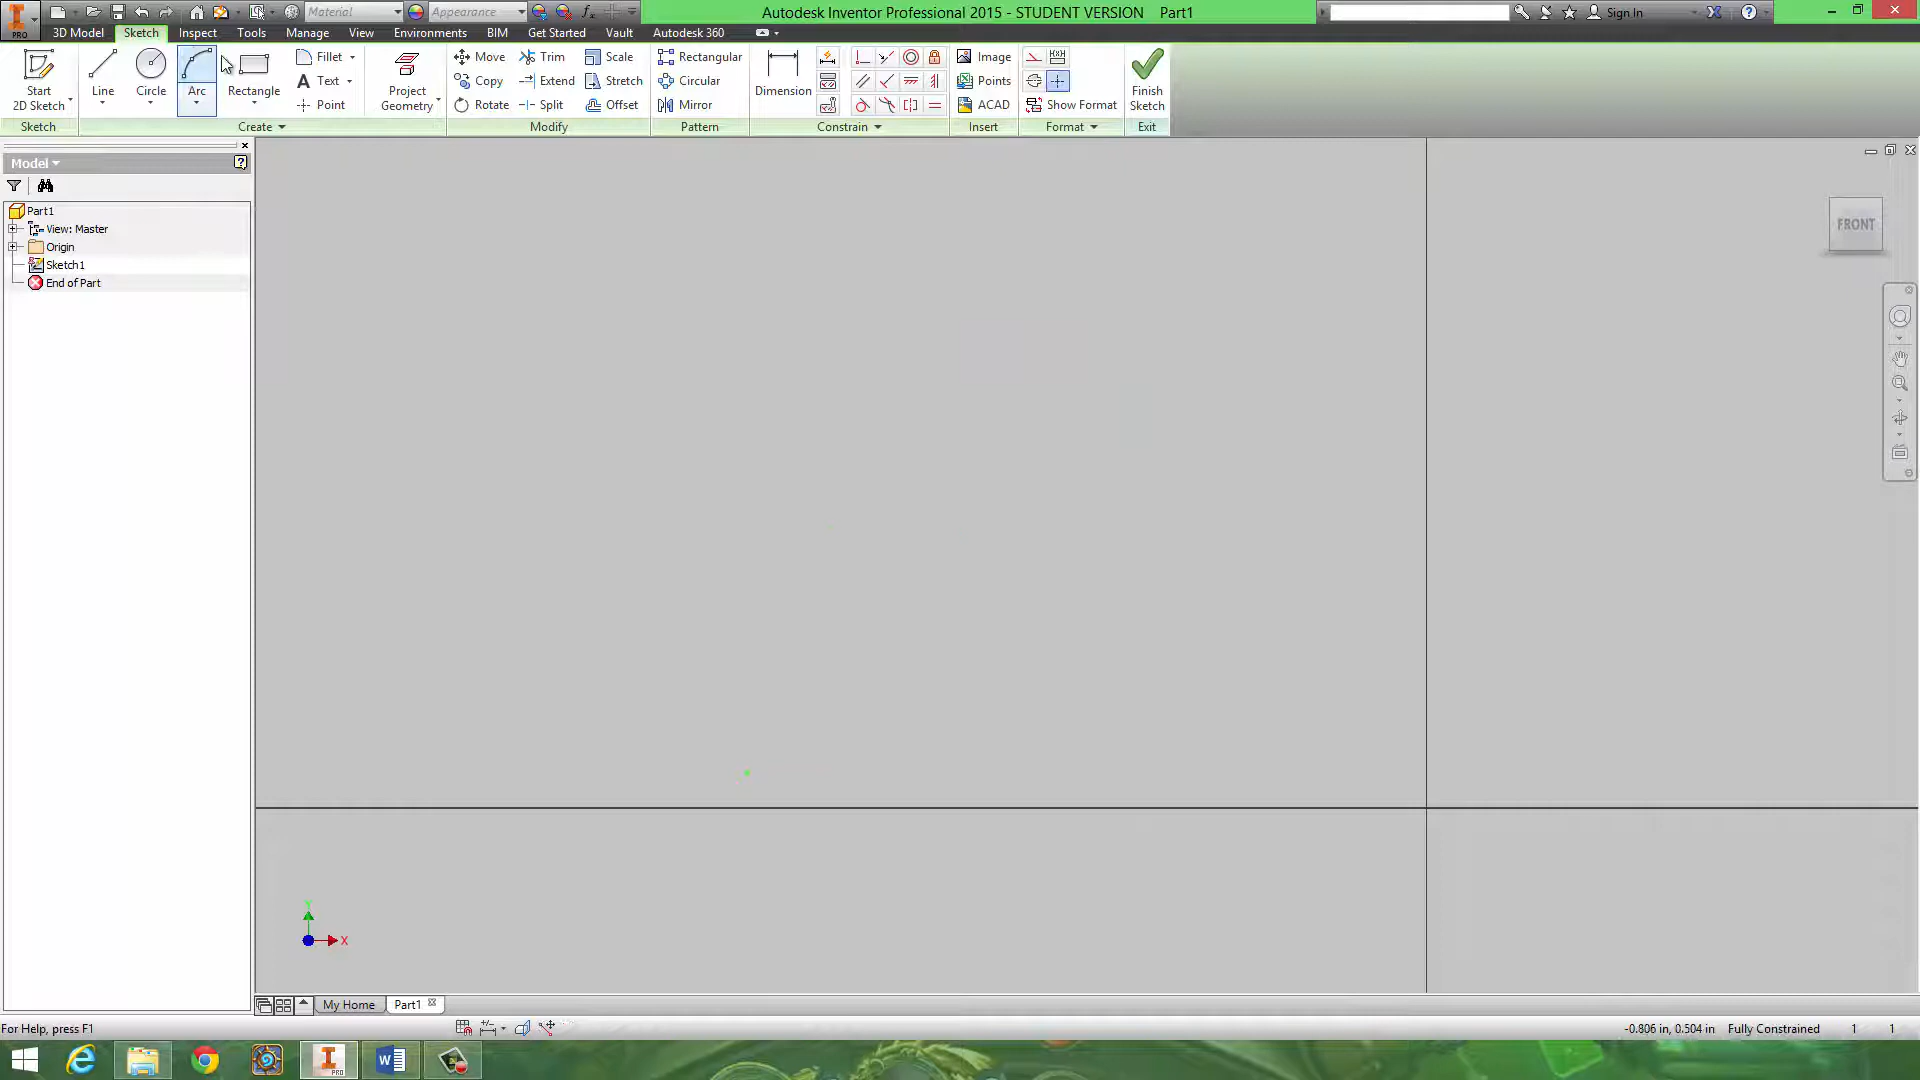 Material
Appearance
Autodesk Inventor Professional 2015 - STUDENT VERSION Part1
Sign In
PRO
3D Model Sketch Inspect Tools Manage View Environments BIM Get Started Vault Autodesk 360
Start
2D Sketch
Line
Circle
Arc
Rectangle
Fillet
Text
Point
Project
Geometry
Move
Copy
Rotate
Trim
Extend
Split
Scale
Stretch
Offset
Rectangular
Circular
Mirror
Dimension
Image
Points
ACAD
Show Format
Finish
Sketch
Sketch Create Modify Pattern Constrain Insert Format Exit
Model
Part1
View: Master
Origin
Sketch1
End of Part
FRONT
Y
X
My Home Part1
For Help, press F1
-0.806 in, 0.504 in Fully Constrained 1 1
PRO